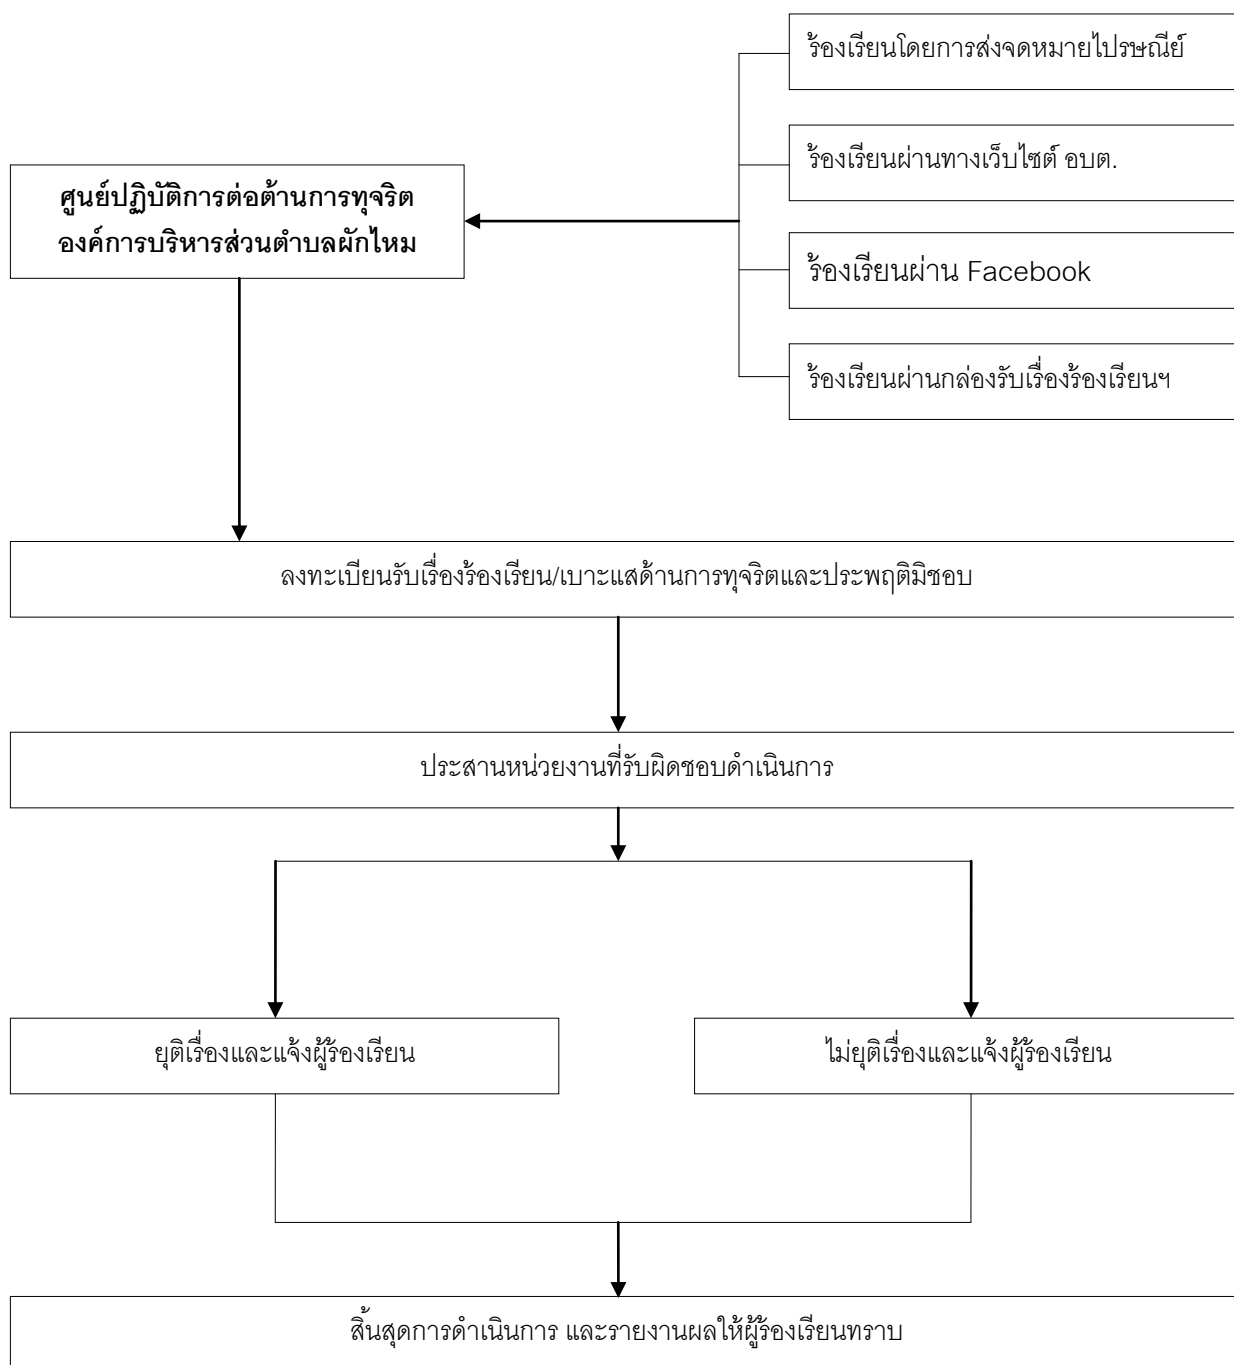 ร้องเรียนโดยการส่งจดหมายไปรษณีย์
ร้องเรียนผ่านทางเว็บไซต์ อบต.
ศูนย์ปฏิบัติการต่อต้านการทุจริต
องค์การบริหารส่วนตำบลผักไหม
ร้องเรียนผ่าน Facebook
ร้องเรียนผ่านกล่องรับเรื่องร้องเรียนฯ
ลงทะเบียนรับเรื่องร้องเรียน/เบาะแสด้านการทุจริตและประพฤติมิชอบ
ประสานหน่วยงานที่รับผิดชอบดำเนินการ
ยุติเรื่องและแจ้งผู้ร้องเรียน
ไม่ยุติเรื่องและแจ้งผู้ร้องเรียน
สิ้นสุดการดำเนินการ และรายงานผลให้ผู้ร้องเรียนทราบ